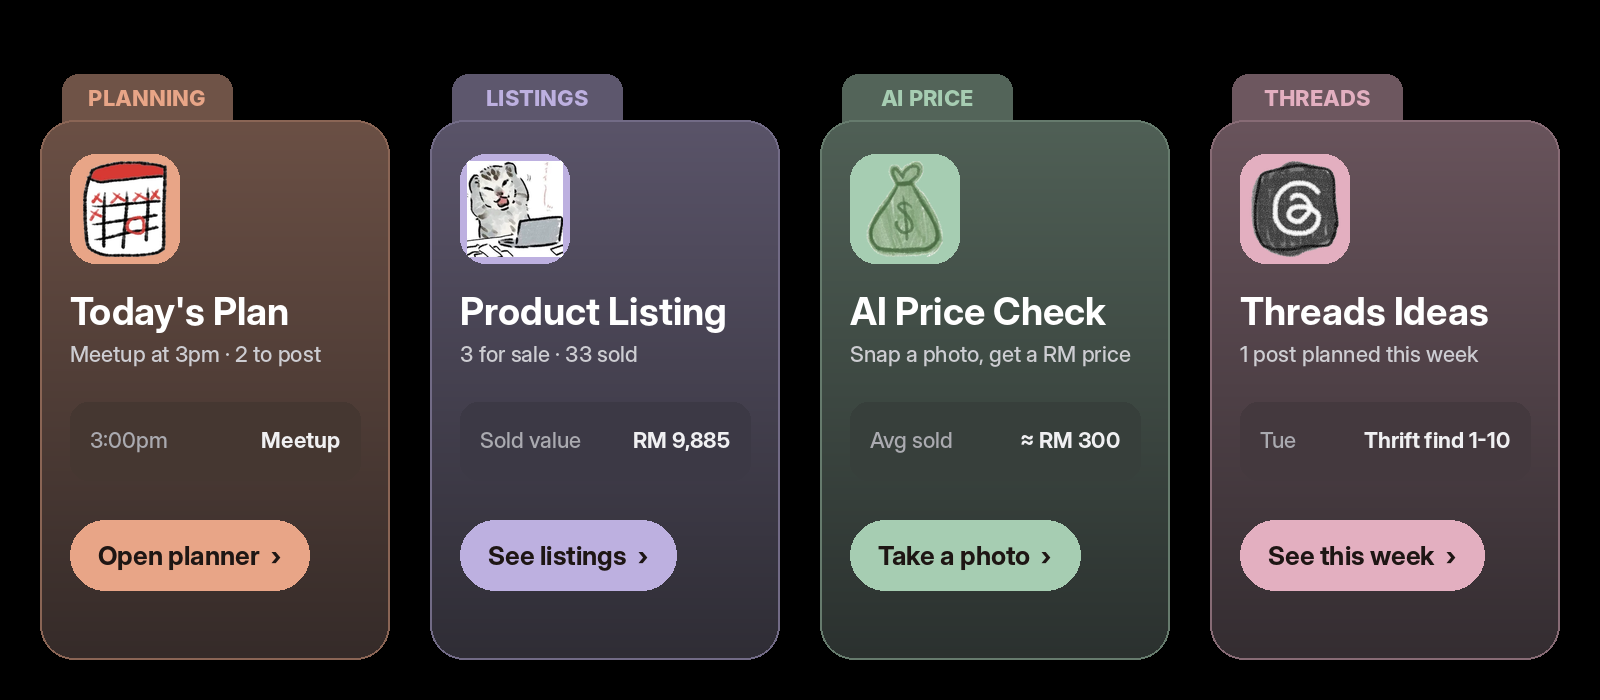 PLANNING
Today's Plan
Meetup at 3pm · 2 to post
3:00pm Meetup
Open planner ›
LISTINGS
Product Listing
3 for sale · 33 sold
Sold value RM 9,885
See listings ›
AI PRICE
$
AI Price Check
Snap a photo, get a RM price
Avg sold ≈ RM 300
Take a photo ›
THREADS
Threads Ideas
1 post planned this week
Tue Thrift find 1-10
See this week ›